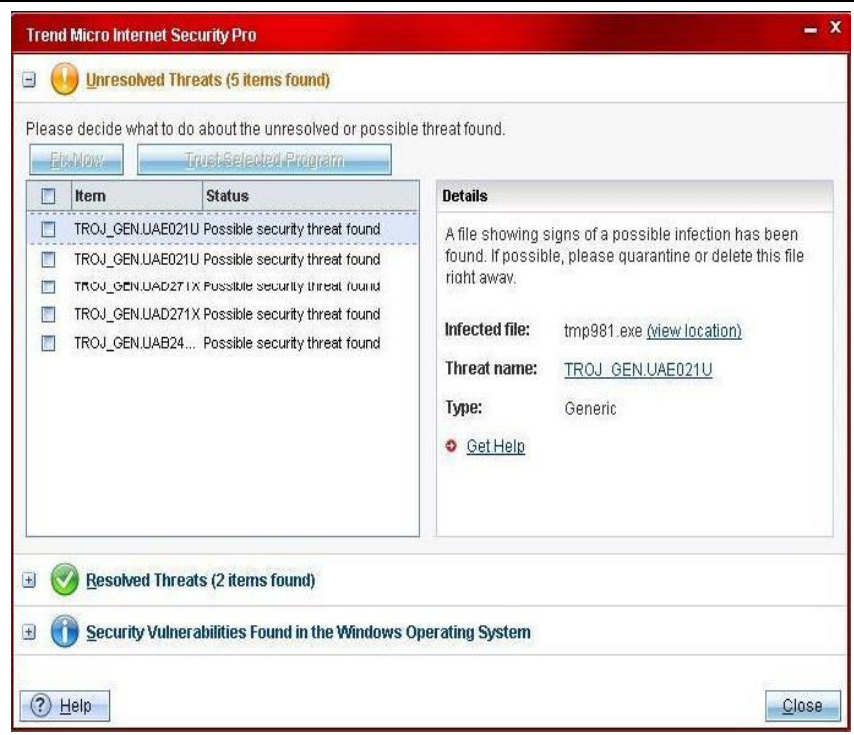 Trend Micro Internet Security Pro
Unresolved Threats (5 items found)
Please decide what to do about the unresolved or possible threat found.
Fix Now
Trust Selected Program
Item Status
TROJ_GEN.UAE021U Possible security threat found
TROJ_GEN.UAE021U Possible security threat found
TROJ_GEN.UAD271X Possible security threat found
TROJ_GEN.UAD271X Possible security threat found
TROJ_GEN.UAB24... Possible security threat found
Details
A file showing signs of a possible infection has been
found. If possible, please quarantine or delete this file
right away.
Infected file: tmp981.exe (view location)
Threat name: TROJ_GEN.UAE021U
Type: Generic
Get Help
Resolved Threats (2 items found)
Security Vulnerabilities Found in the Windows Operating System
Help
Close